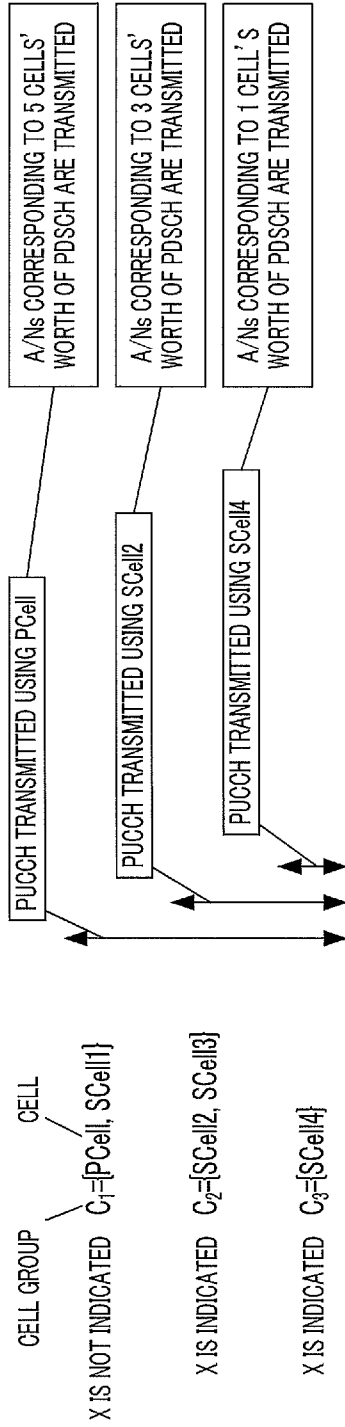 CELL GROUP
CELL
X IS NOT INDICATED C₁={PCell, SCell1}
X IS INDICATED C₂={SCell2, SCell3}
X IS INDICATED C₃={SCell4}
PUCCH TRANSMITTED USING PCell
PUCCH TRANSMITTED USING SCell2
PUCCH TRANSMITTED USING SCell4
A/Ns CORRESPONDING TO 5 CELLS'
WORTH OF PDSCH ARE TRANSMITTED
A/Ns CORRESPONDING TO 3 CELLS'
WORTH OF PDSCH ARE TRANSMITTED
A/Ns CORRESPONDING TO 1 CELL' S
WORTH OF PDSCH ARE TRANSMITTED